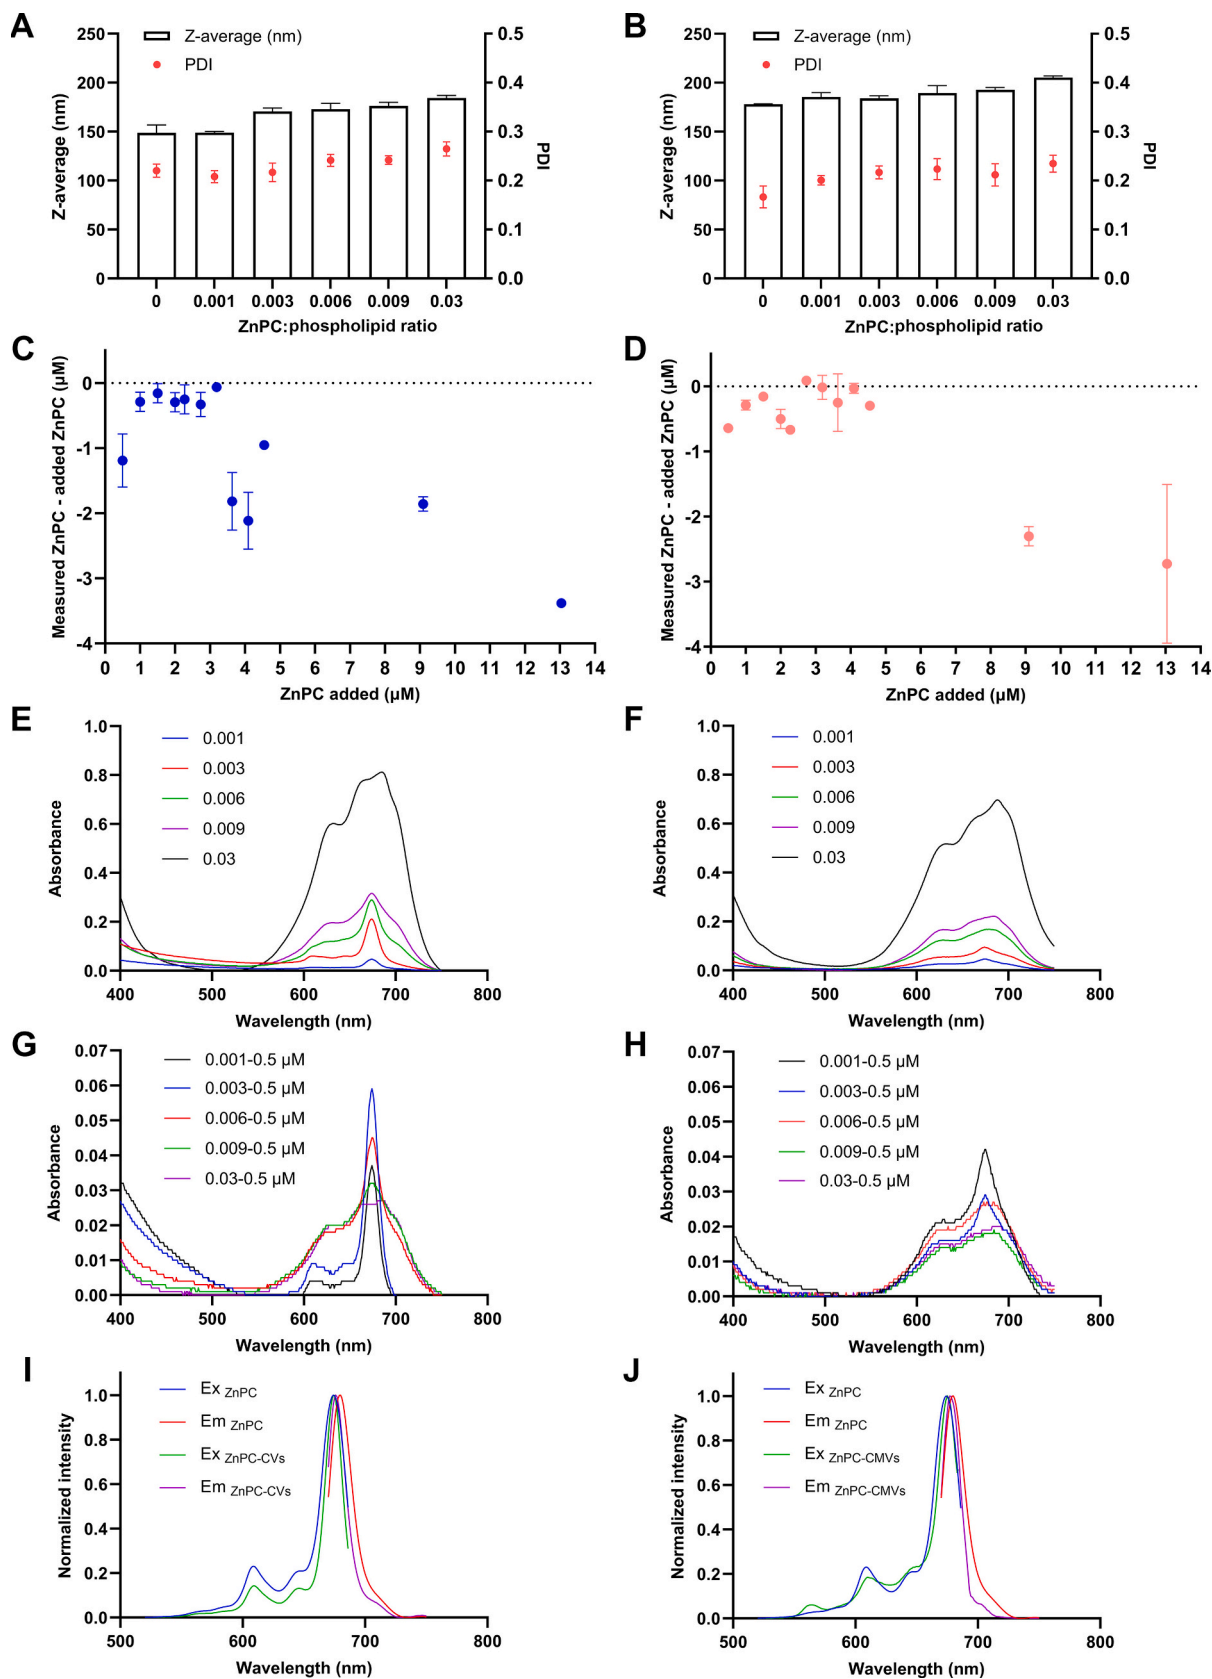 A
Z-average (nm)
PDI
250
200
150
100
50
0
Z-average (nm)
0.5
0.4
0.3
0.2
0.1
0.0
PDI
0 0.001 0.003 0.006 0.009 0.03
ZnPC:phospholipid ratio
B
Z-average (nm)
PDI
250
200
150
100
50
0
Z-average (nm)
0.5
0.4
0.3
0.2
0.1
0.0
PDI
0 0.001 0.003 0.006 0.009 0.03
ZnPC:phospholipid ratio
C
Measured ZnPC - added ZnPC (µM)
0
-1
-2
-3
-4
0 1 2 3 4 5 6 7 8 9 10 11 12 13 14
ZnPC added (µM)
D
Measured ZnPC - added ZnPC (µM)
0
-1
-2
-3
-4
0 1 2 3 4 5 6 7 8 9 10 11 12 13 14
ZnPC added (µM)
E
Absorbance
1.0
0.8
0.6
0.4
0.2
0.0
0.001
0.003
0.006
0.009
0.03
400 500 600 700 800
Wavelength (nm)
F
Absorbance
1.0
0.8
0.6
0.4
0.2
0.0
0.001
0.003
0.006
0.009
0.03
400 500 600 700 800
Wavelength (nm)
G
Absorbance
0.07
0.06
0.05
0.04
0.03
0.02
0.01
0.00
0.001-0.5 µM
0.003-0.5 µM
0.006-0.5 µM
0.009-0.5 µM
0.03-0.5 µM
400 500 600 700 800
Wavelength (nm)
H
Absorbance
0.07
0.06
0.05
0.04
0.03
0.02
0.01
0.00
0.001-0.5 µM
0.003-0.5 µM
0.006-0.5 µM
0.009-0.5 µM
0.03-0.5 µM
400 500 600 700 800
Wavelength (nm)
I
Normalized intensity
1.0
0.8
0.6
0.4
0.2
0.0
Ex ZnPC
Em ZnPC
Ex ZnPC-CVs
Em ZnPC-CVs
500 600 700 800
Wavelength (nm)
J
Normalized intensity
1.0
0.8
0.6
0.4
0.2
0.0
Ex ZnPC
Em ZnPC
Ex ZnPC-CMVs
Em ZnPC-CMVs
500 600 700 800
Wavelength (nm)